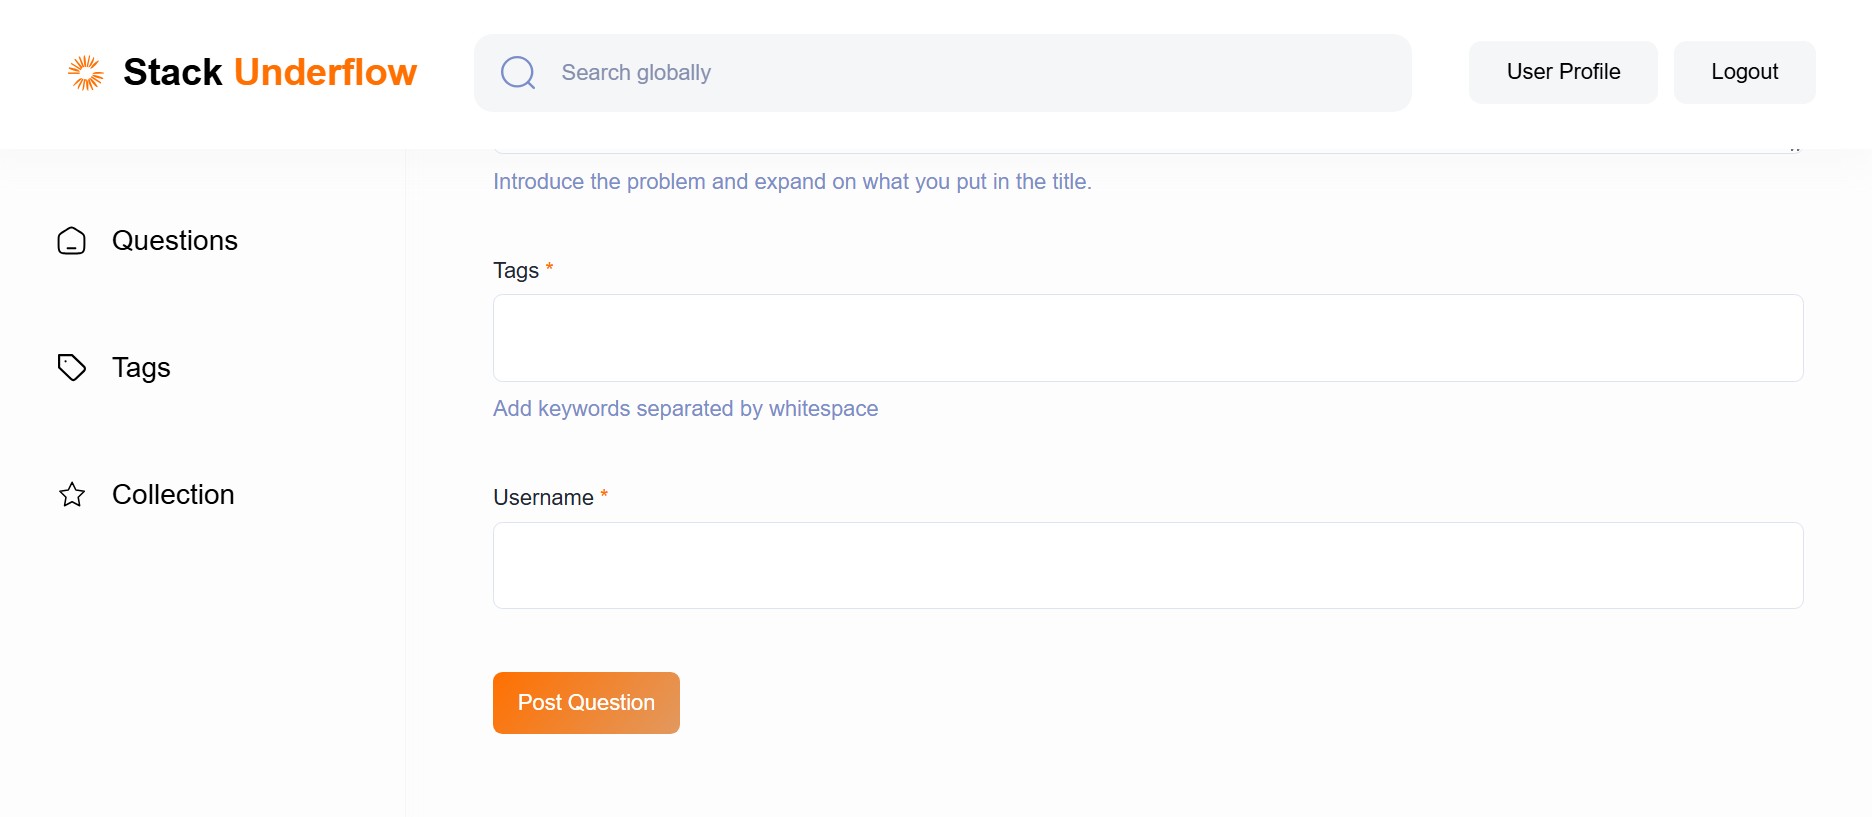 Stack Underflow
Search globally
User Profile
Logout
Introduce the problem and expand on what you put in the title.
Questions
Tags *
Tags
Add keywords separated by whitespace
Collection
Username *
Post Question